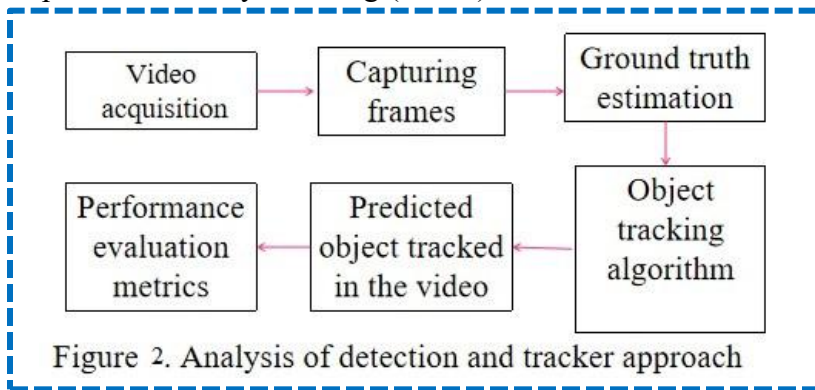 Video
acquisition
Capturing
frames
Ground truth
estimation
Object
tracking
algorithm
Predicted
object tracked
in the video
Performance
evaluation
metrics
Figure 2. Analysis of detection and tracker approach